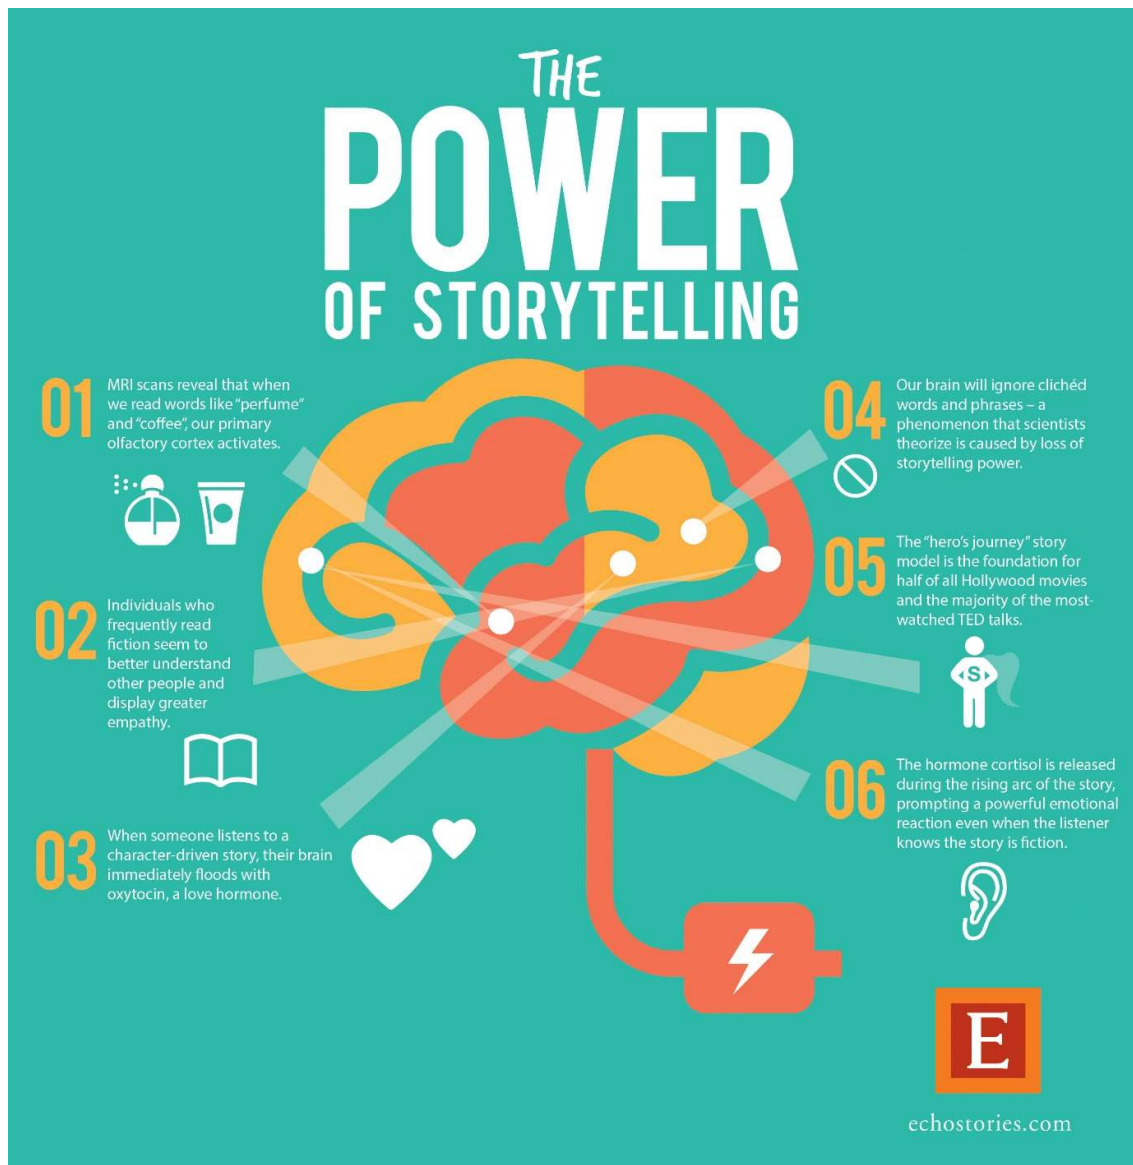 THE
POWER
OF STORYTELLING
01
MRI scans reveal that when
we read words like "perfume"
and "coffee", our primary
olfactory cortex activates.
02
Individuals who
frequently read
fiction seem to
better understand
other people and
display greater
empathy.
03
When someone listens to a
character-driven story, their brain
immediately floods with
oxytocin, a love hormone.
04
Our brain will ignore clichéd
words and phrases – a
phenomenon that scientists
theorize is caused by loss of
storytelling power.
05
The "hero's journey" story
model is the foundation for
half of all Hollywood movies
and the majority of the most-
watched TED talks.
S
06
The hormone cortisol is released
during the rising arc of the story,
prompting a powerful emotional
reaction even when the listener
knows the story is fiction.
E
echostories.com